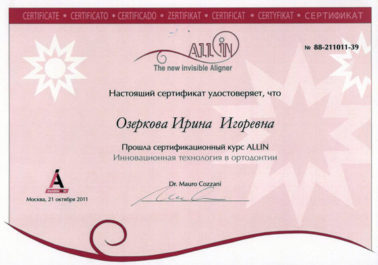 CERTIFICATE • CERTIFICATO • CERTIFICADO • ZERTIFIKAT • CERTIFICAT • CERTYFIKAT • СЕРТИФИКАТ
ALLIN
The new invisible Aligner
№ 88-211011-39
Настоящий сертификат удостоверяет, что
Озеркова Ирина Игоревна
Прошла сертификационный курс ALLIN
Инновационная технология в ортодонтии
Dr. Mauro Cozzani
Москва, 21 октября 2011